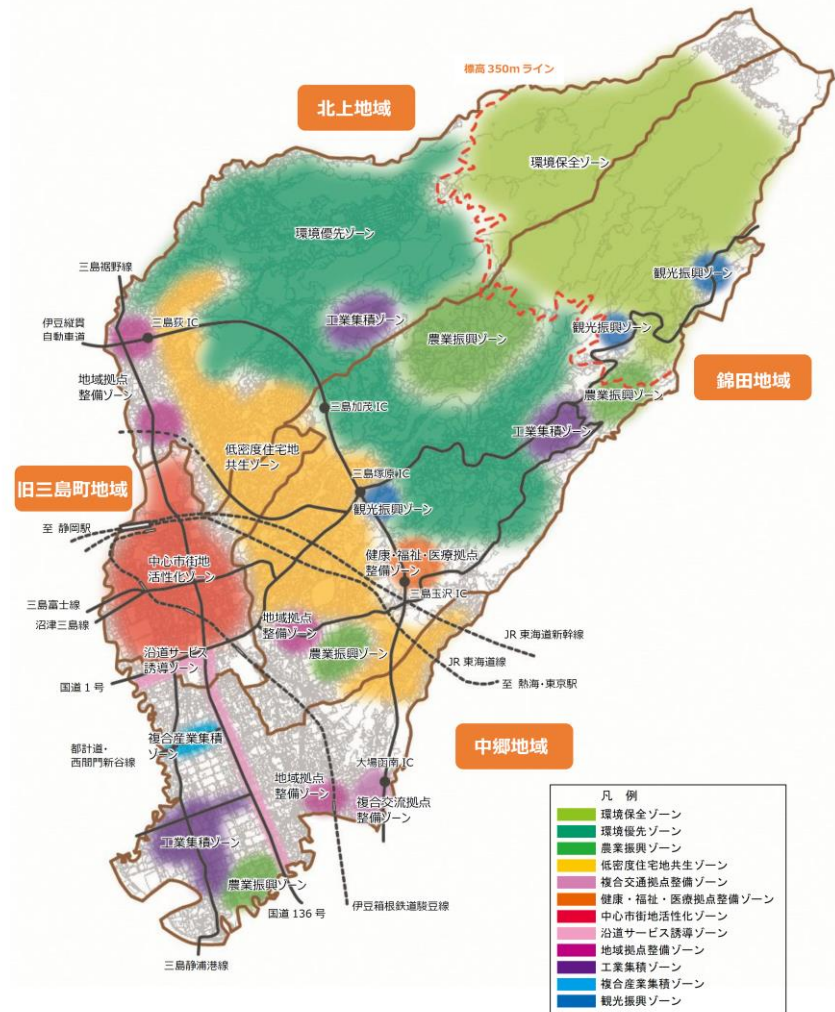 標高350mライン
北上地域
環境保全ゾーン
環境優先ゾーン
三島裾野線
観光振興ゾーン
三島萩IC
伊豆縦貫
自動車道
工業集積ゾーン
観光振興ゾーン
農業振興ゾーン
地域拠点
整備ゾーン
錦田地域
農業振興ゾーン
三島加茂IC
工業集積ゾーン
低密度住宅地
共生ゾーン
三島塚原IC
旧三島町地域
観光振興ゾーン
至 静岡駅
中心市街地
活性化ゾーン
健康・福祉・医療拠点
整備ゾーン
三島玉沢IC
三島富士線
沼津三島線
地域拠点
整備ゾーン
JR東海道新幹線
沿道サービス
誘導ゾーン
農業振興ゾーン
JR東海道線
国道1号
至 熱海・東京駅
複合産業集積
ゾーン
中郷地域
都計道・
西間門新谷線
大場函南IC
地域拠点
整備ゾーン
複合交流拠点
整備ゾーン
工業集積ゾーン
農業振興ゾーン
伊豆箱根鉄道駿豆線
国道136号
三島静浦港線
凡 例
環境保全ゾーン
環境優先ゾーン
農業振興ゾーン
低密度住宅地共生ゾーン
複合交通拠点整備ゾーン
健康・福祉・医療拠点整備ゾーン
中心市街地活性化ゾーン
沿道サービス誘導ゾーン
地域拠点整備ゾーン
工業集積ゾーン
複合産業集積ゾーン
観光振興ゾーン